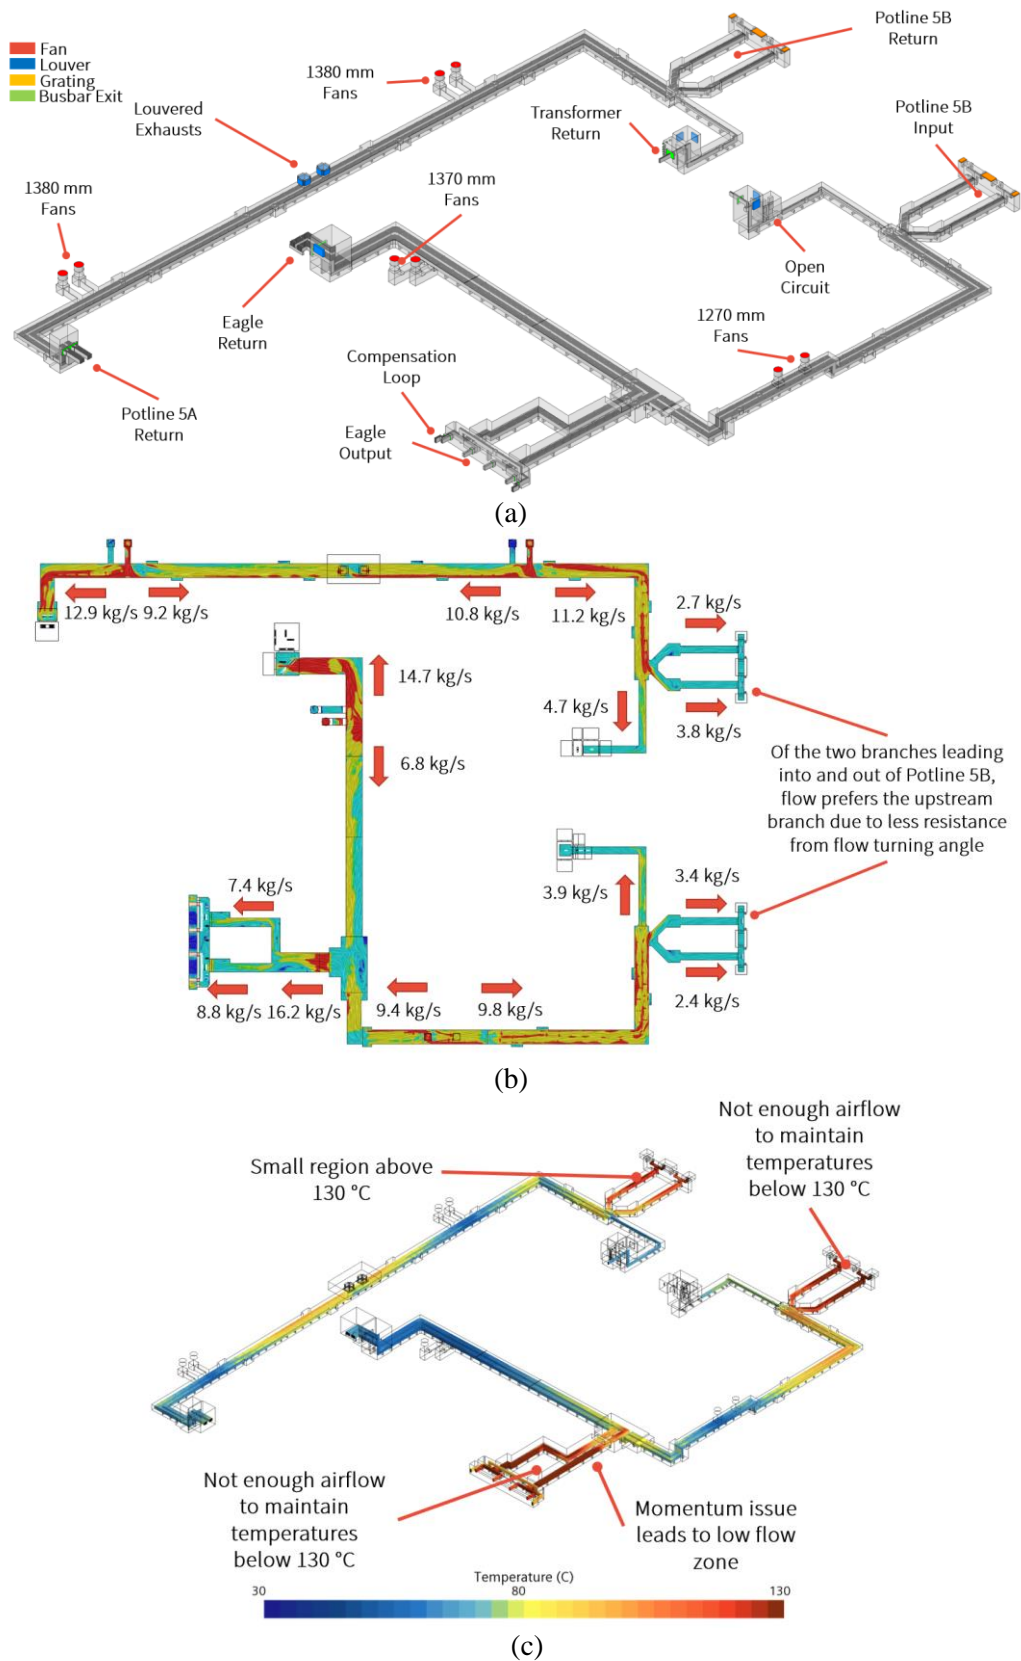 Fan
Louver
Grating
Busbar Exit
Potline 5B
Return
1380 mm
Fans
Louvered
Exhausts
Transformer
Return
Potline 5B
Input
1380 mm
Fans
1370 mm
Fans
Open
Circuit
Eagle
Return
1270 mm
Fans
Compensation
Loop
Potline 5A
Return
Eagle
Output
(a)
12.9 kg/s
9.2 kg/s
10.8 kg/s
11.2 kg/s
2.7 kg/s
14.7 kg/s
4.7 kg/s
3.8 kg/s
6.8 kg/s
Of the two branches leading
into and out of Potline 5B,
flow prefers the upstream
branch due to less resistance
from flow turning angle
7.4 kg/s
3.9 kg/s
3.4 kg/s
8.8 kg/s
16.2 kg/s
9.4 kg/s
9.8 kg/s
2.4 kg/s
(b)
Not enough airflow
to maintain
temperatures
below 130 °C
Small region above
130 °C
Not enough airflow
to maintain
temperatures
below 130 °C
Momentum issue
leads to low flow
zone
Temperature (C)
30
80
130
(c)